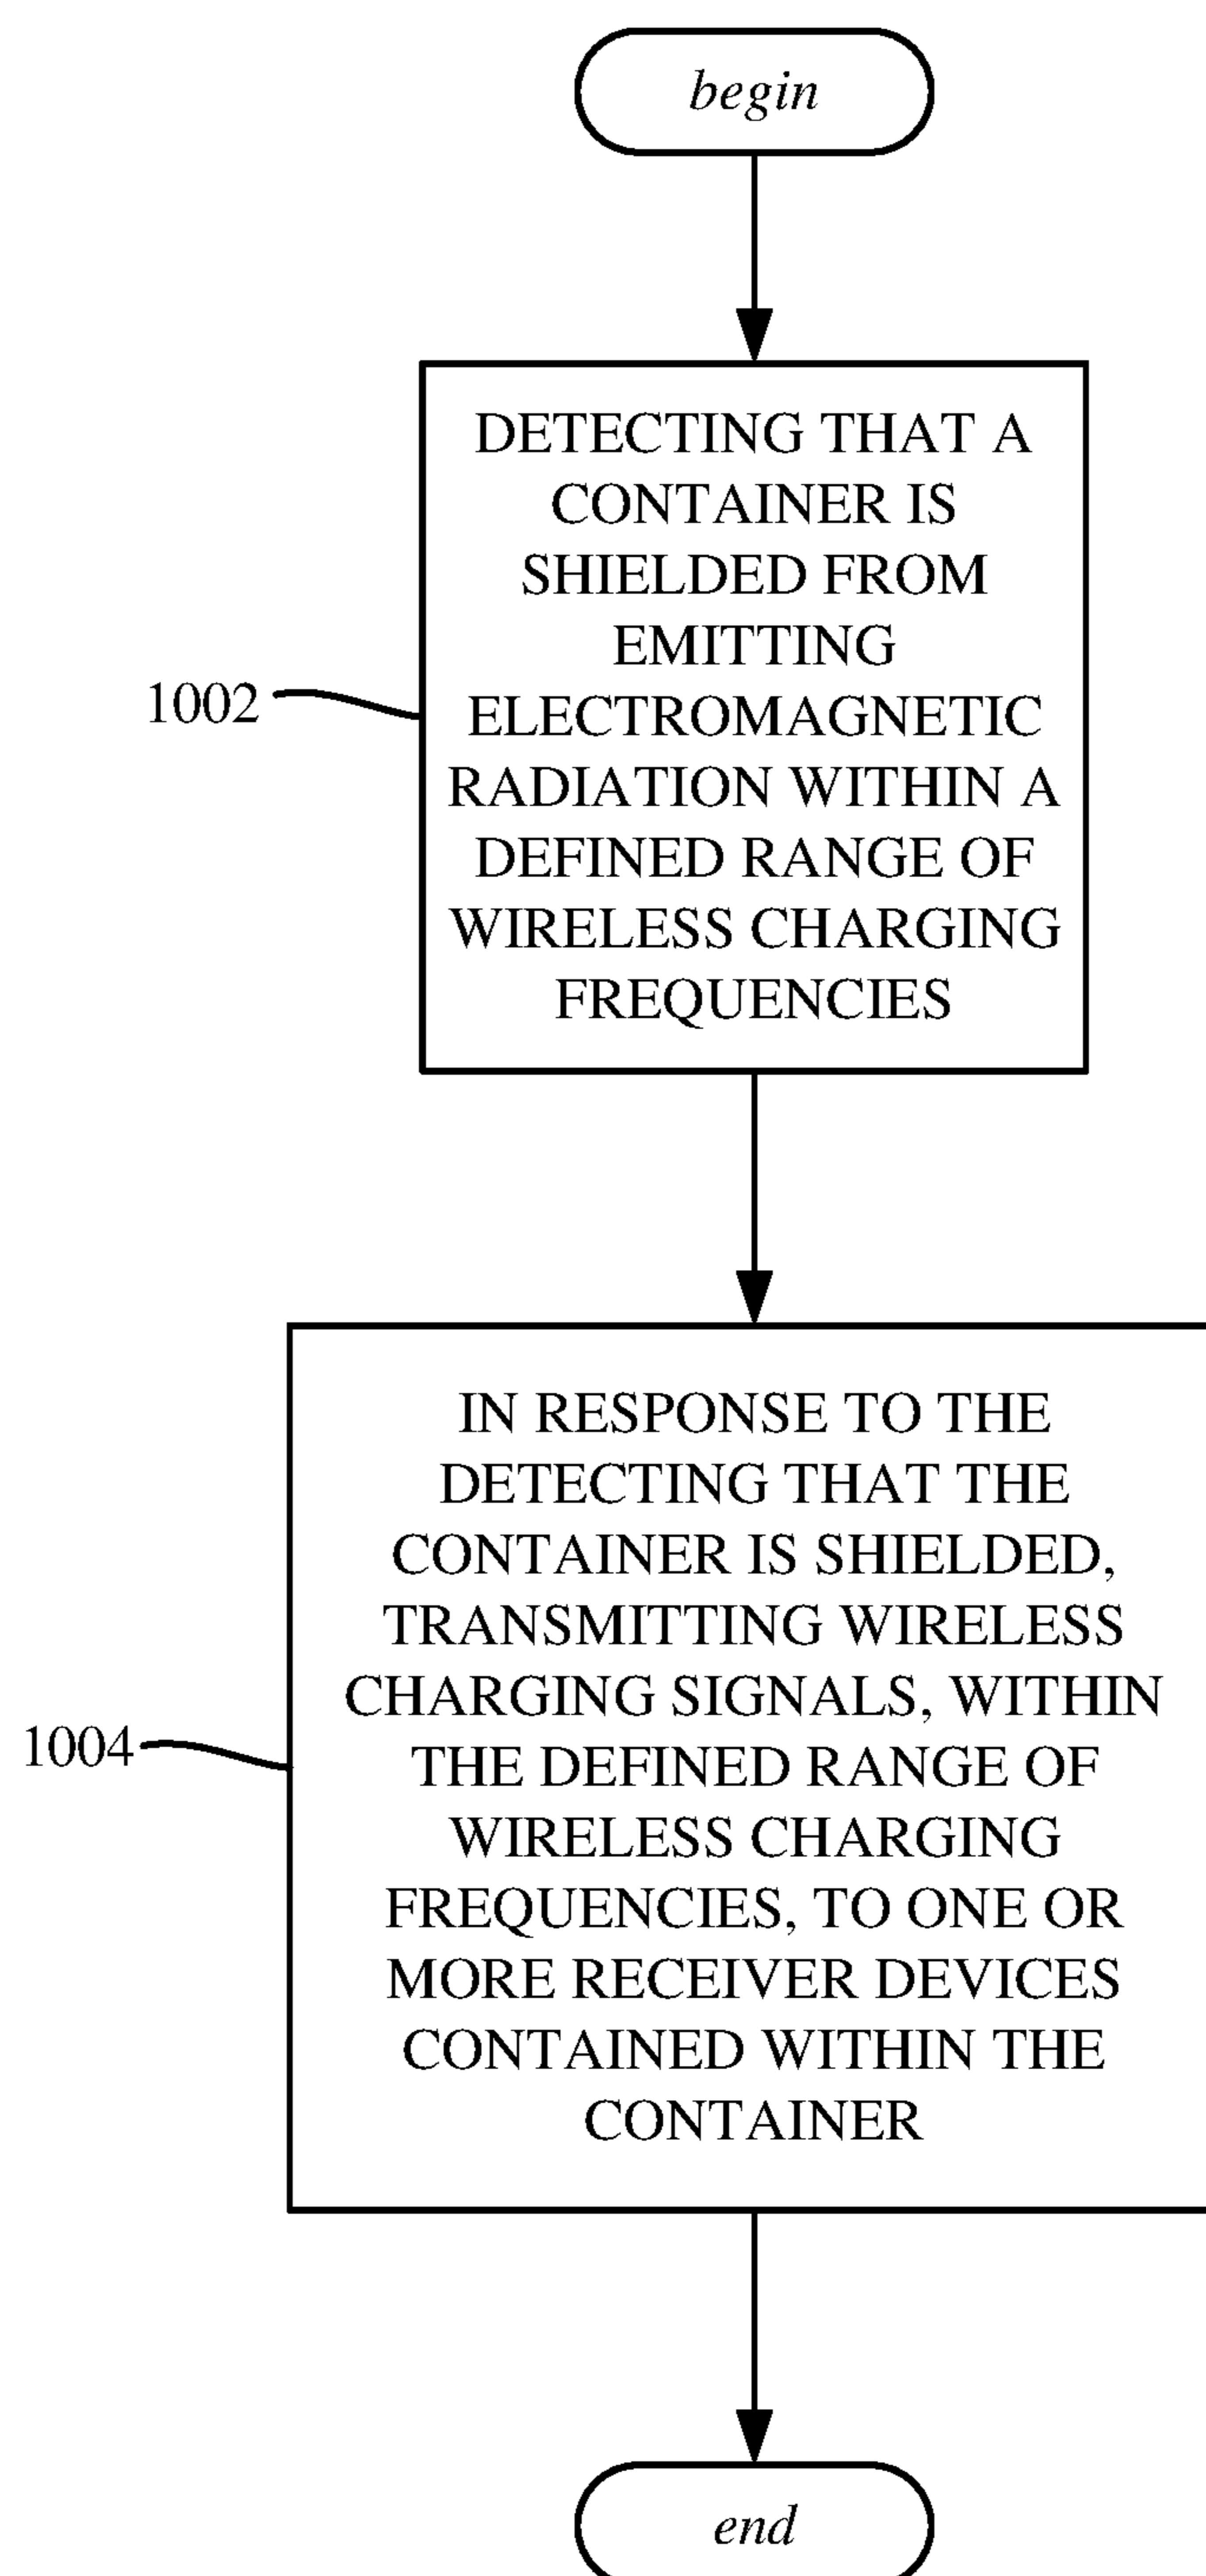 begin
DETECTING THAT A
CONTAINER IS
SHIELDED FROM
EMITTING
ELECTROMAGNETIC
RADIATION WITHIN A
DEFINED RANGE OF
WIRELESS CHARGING
FREQUENCIES
1002
IN RESPONSE TO THE
DETECTING THAT THE
CONTAINER IS SHIELDED,
TRANSMITTING WIRELESS
CHARGING SIGNALS, WITHIN
THE DEFINED RANGE OF
WIRELESS CHARGING
FREQUENCIES, TO ONE OR
MORE RECEIVER DEVICES
CONTAINED WITHIN THE
CONTAINER
1004
end